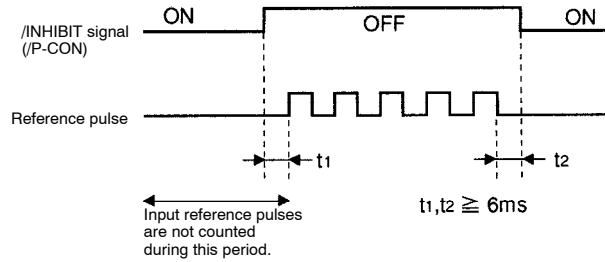 ON
OFF
ON
/INHIBIT signal
(/P-CON)
Reference pulse
t1
t2
Input reference pulses
are not counted
during this period.
t1,t2 ≧ 6ms